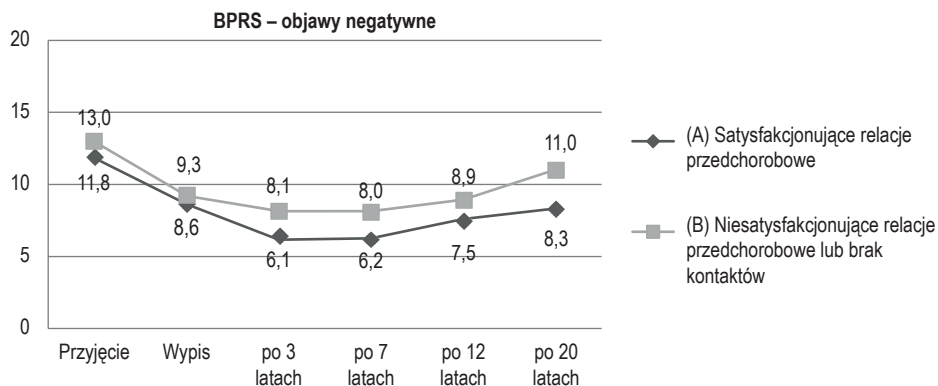 BPRS – objawy negatywne
20
15
10
5
0
13,0
11,8
9,3
8,6
8,1
6,1
8,0
6,2
8,9
7,5
11,0
8,3
Przyjęcie
Wypis
po 3
latach
po 7
latach
po 12
latach
po 20
latach
(A) Satysfakcjonujące relacje
przedchorobowe
(B) Niesatysfakcjonujące relacje
przedchorobowe lub brak
kontaktów